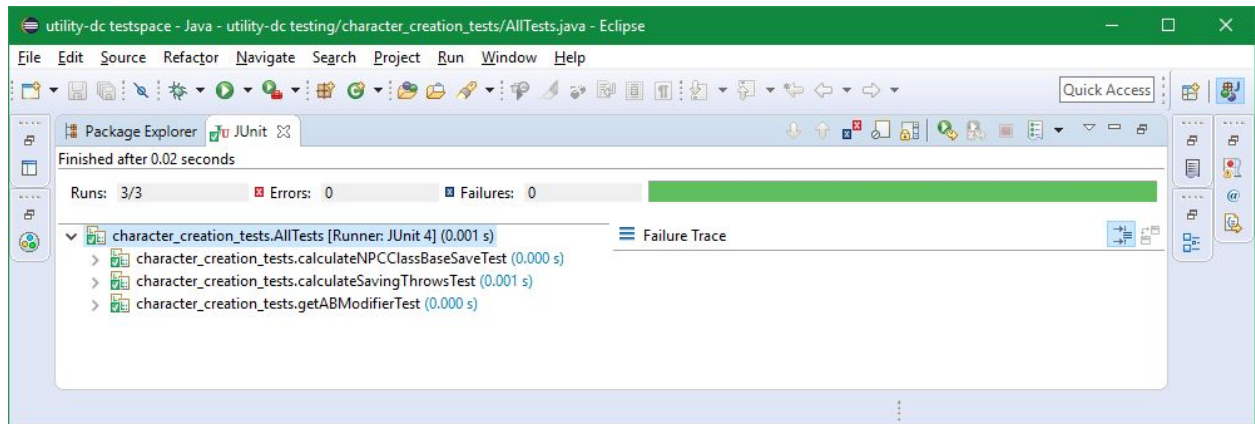 utility-dc testspace - Java - utility-dc testing/character_creation_tests/AllTests.java - Eclipse
File Edit Source Refactor Navigate Search Project Run Window Help
Quick Access
Package Explorer JUnit
Finished after 0.02 seconds
Runs: 3/3 Errors: 0 Failures: 0
character_creation_tests.AllTests [Runner: JUnit 4] (0.001 s)
Failure Trace
character_creation_tests.calculateNPCClassBaseSaveTest (0.000 s)
character_creation_tests.calculateSavingThrowsTest (0.001 s)
character_creation_tests.getABModifierTest (0.000 s)